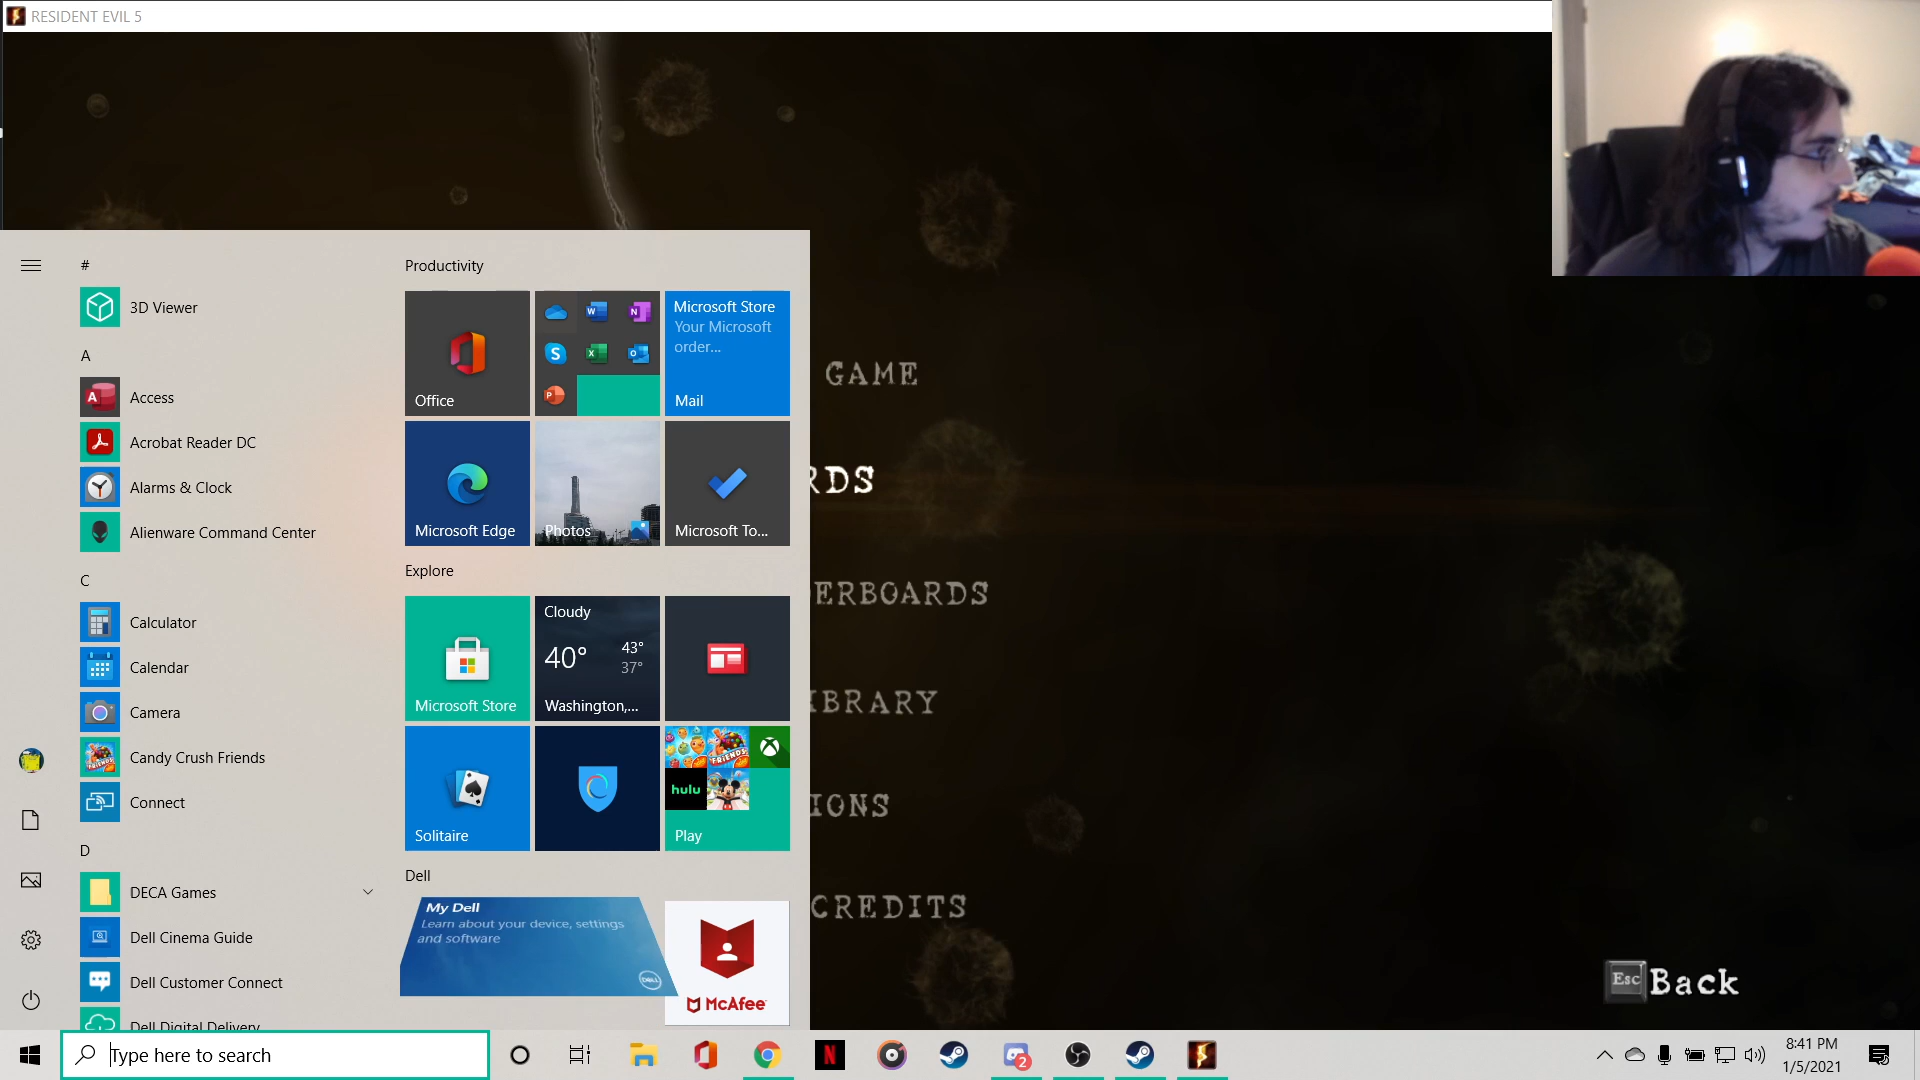 RESIDENT EVIL 5
#
3D Viewer
A
Access
Acrobat Reader DC
Alarms & Clock
Alienware Command Center
C
Calculator
Calendar
Camera
Candy Crush Friends
Connect
D
DECA Games
Dell Cinema Guide
Dell Customer Connect
Dell Digital Delivery
Productivity
Office
Microsoft Store
Your Microsoft
order...
Mail
Microsoft Edge
Photos
Microsoft To...
Explore
Microsoft Store
Cloudy
40°
43°
37°
Washington,...
Solitaire
FRIENDS
hulu
Play
Dell
My Dell
Learn about your device, settings
and software
DELL
McAfee
GAME
RDS
ERBOARDS
IBRARY
IONS
CREDITS
Esc Back
Type here to search
2
8:41 PM
1/5/2021